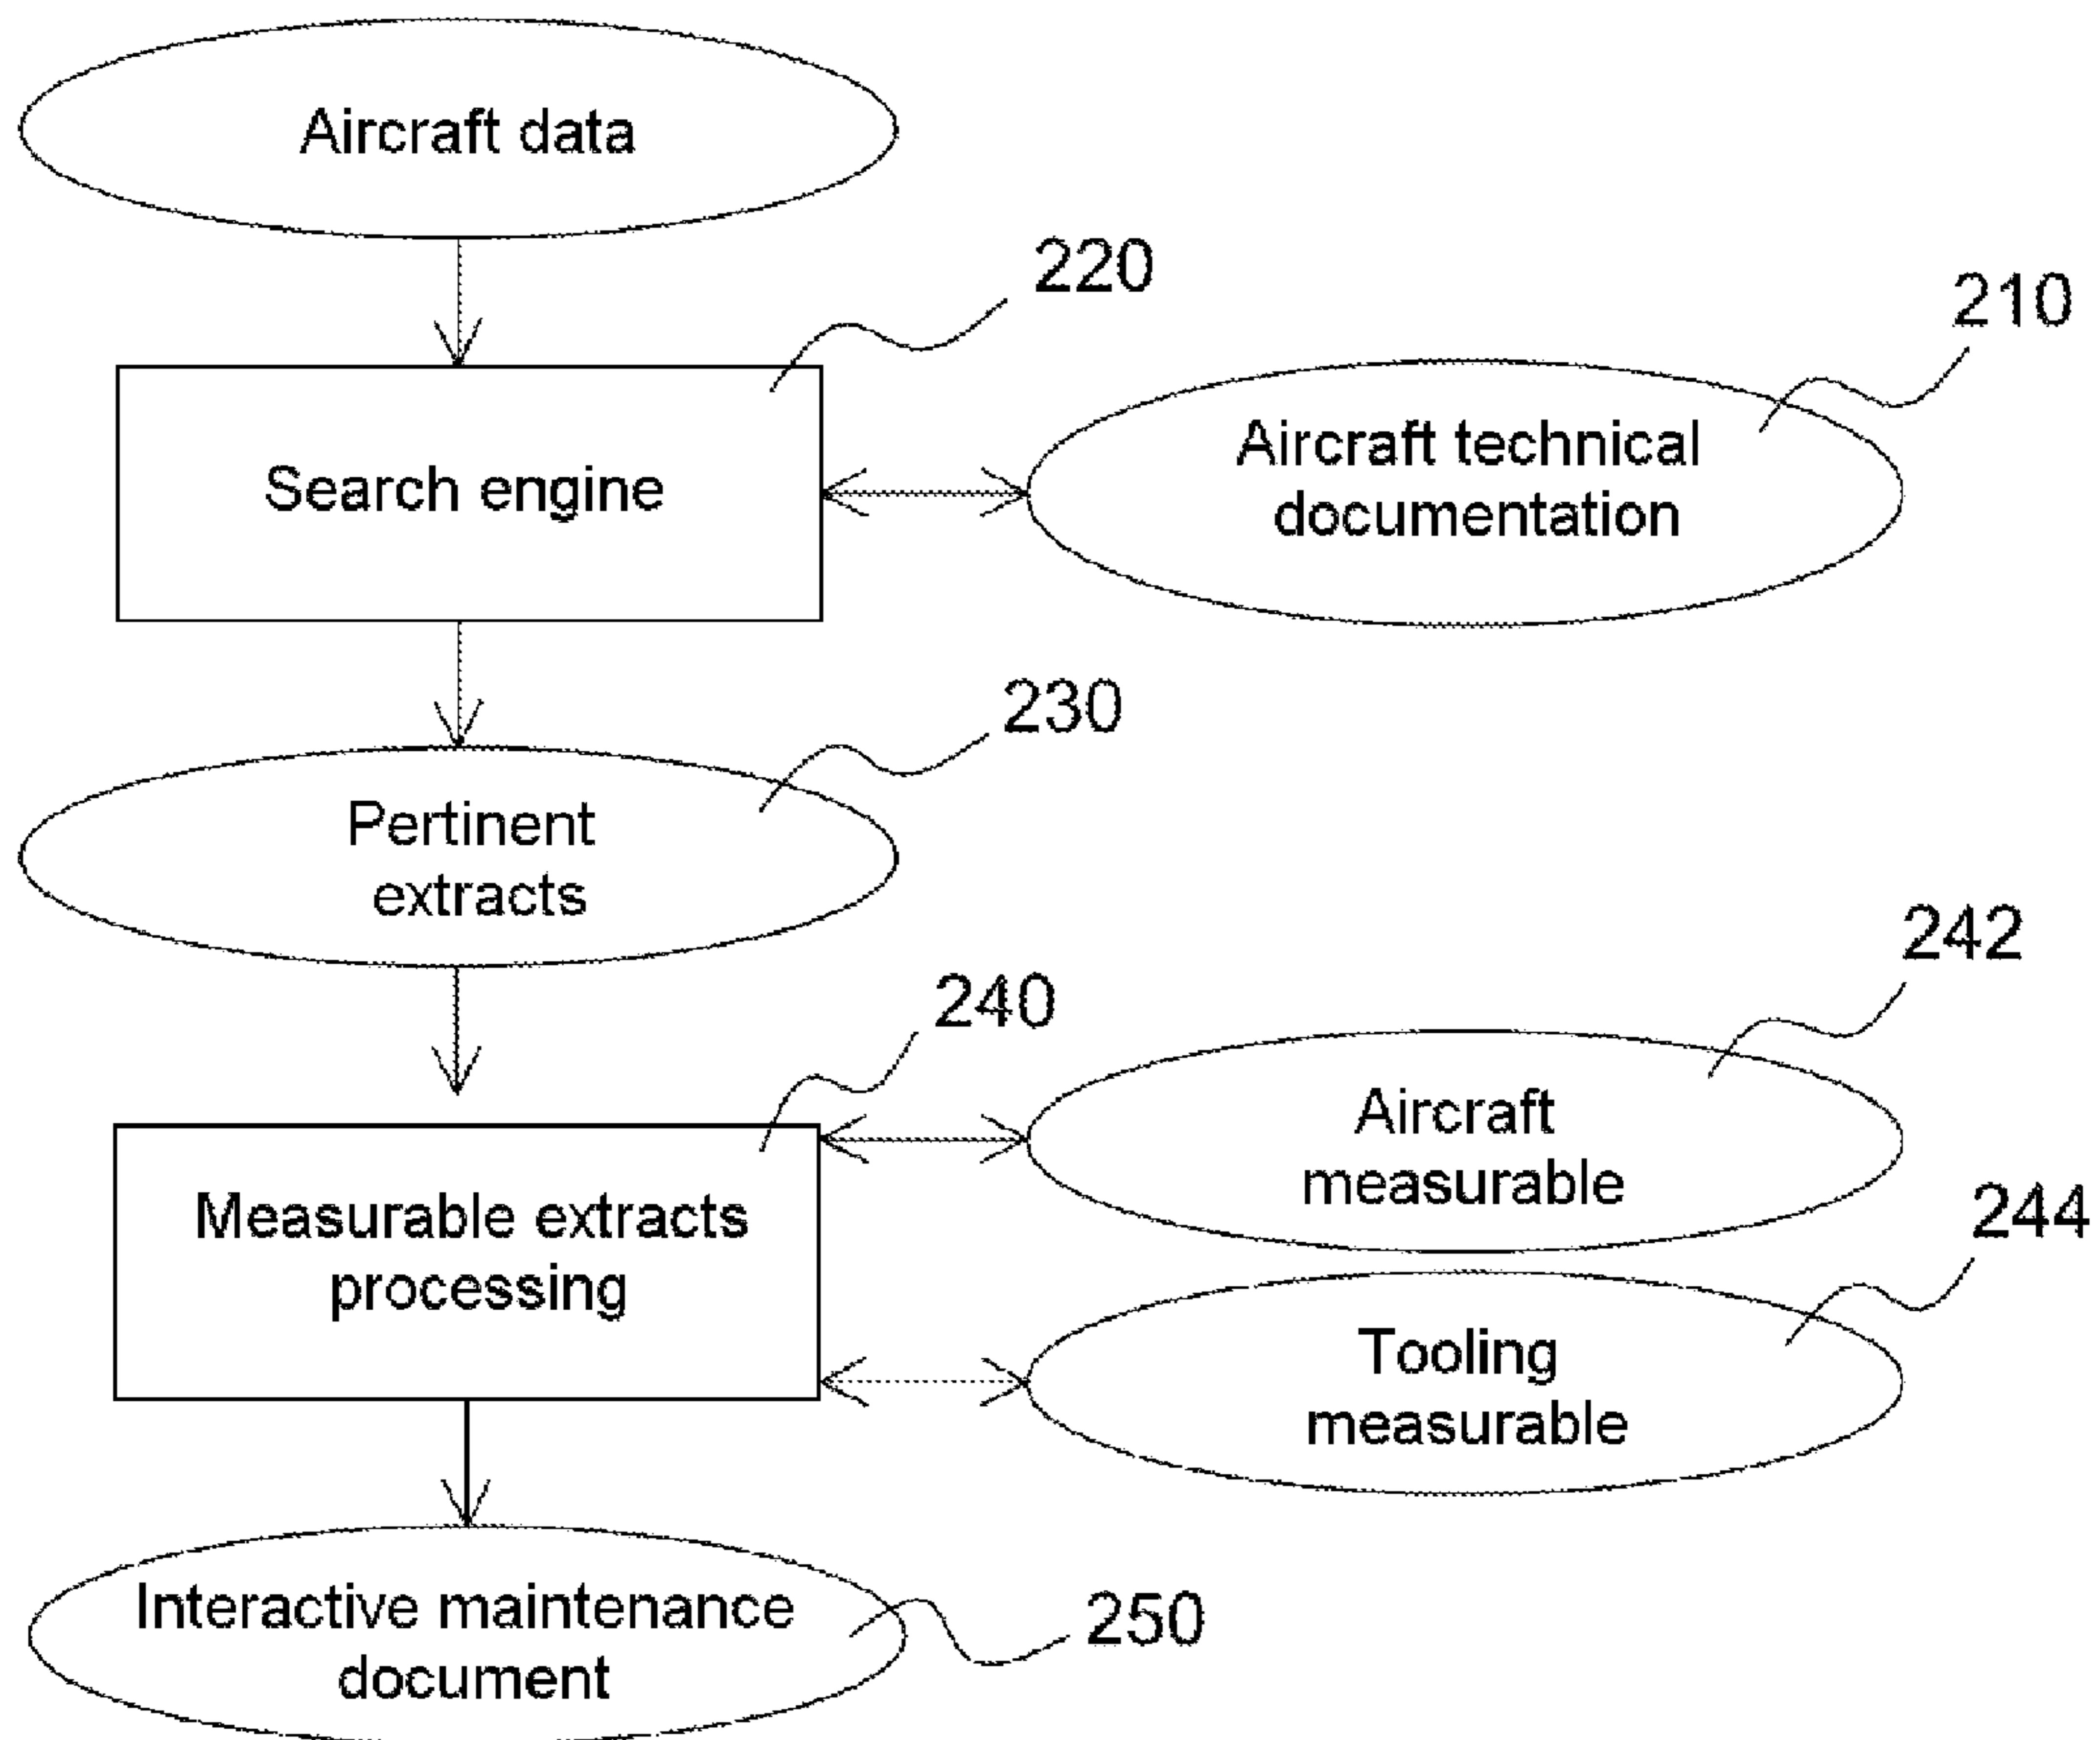 Aircraft data
220
210
Search engine
Aircraft technical
documentation
230
Pertinent
extracts
242
240
Aircraft
measurable
244
Measurable extracts
processing
Tooling
measurable
Interactive maintenance
document
250